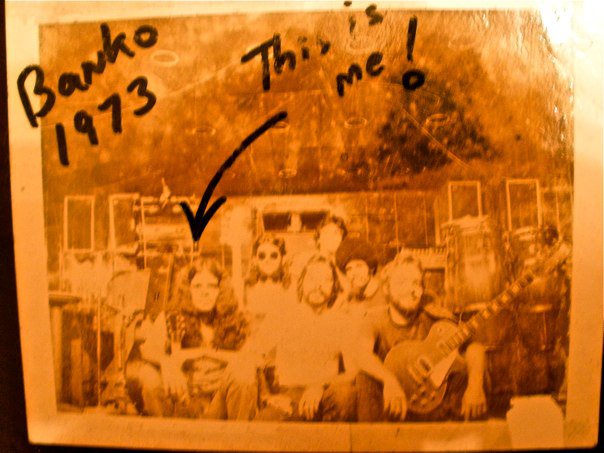 Banko
1973
This is
me!